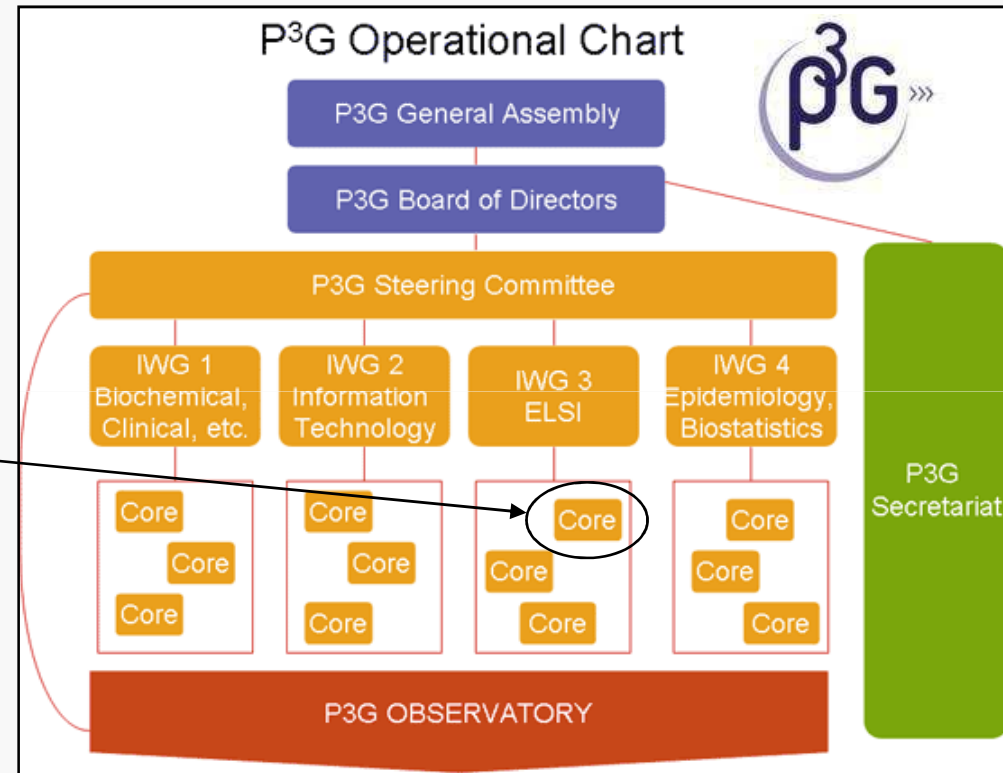 P³G Operational Chart
p³G »»
P3G General Assembly
P3G Board of Directors
P3G Steering Committee
IWG 1
Biochemical,
Clinical, etc.
IWG 2
Information
Technology
IWG 3
ELSI
IWG 4
Epidemiology,
Biostatistics
P3G
Secretariat
Core
Core
Core
Core
Core
Core
Core
Core
Core
Core
Core
Core
P3G OBSERVATORY